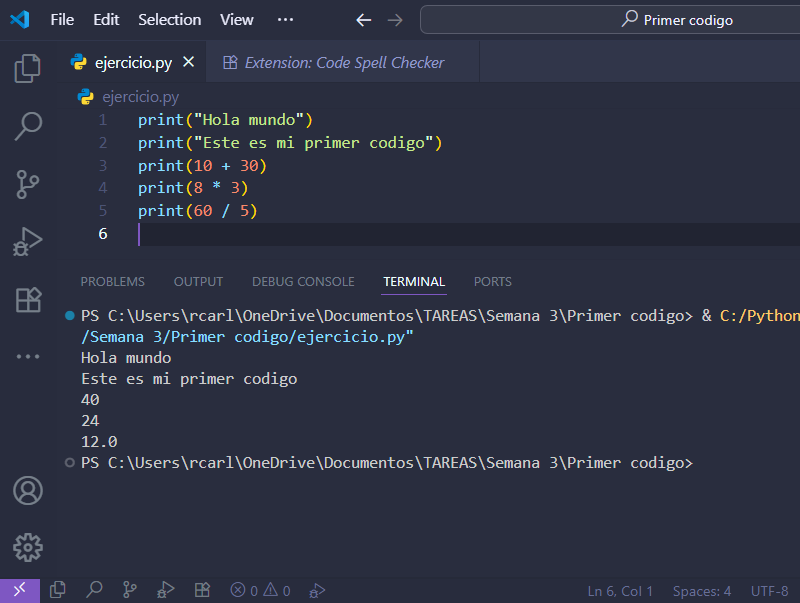 File Edit Selection View ··· Primer codigo
ejercicio.py Extension: Code Spell Checker
ejercicio.py
1 print("Hola mundo")
2 print("Este es mi primer codigo")
3 print(10 + 30)
4 print(8 * 3)
5 print(60 / 5)
6
PROBLEMS OUTPUT DEBUG CONSOLE TERMINAL PORTS
PS C:\Users\rcarl\OneDrive\Documentos\TAREAS\Semana 3\Primer codigo> & C:/Python
/Semana 3/Primer codigo/ejercicio.py"
Hola mundo
Este es mi primer codigo
40
24
12.0
PS C:\Users\rcarl\OneDrive\Documentos\TAREAS\Semana 3\Primer codigo>
0 0 Ln 6, Col 1 Spaces: 4 UTF-8